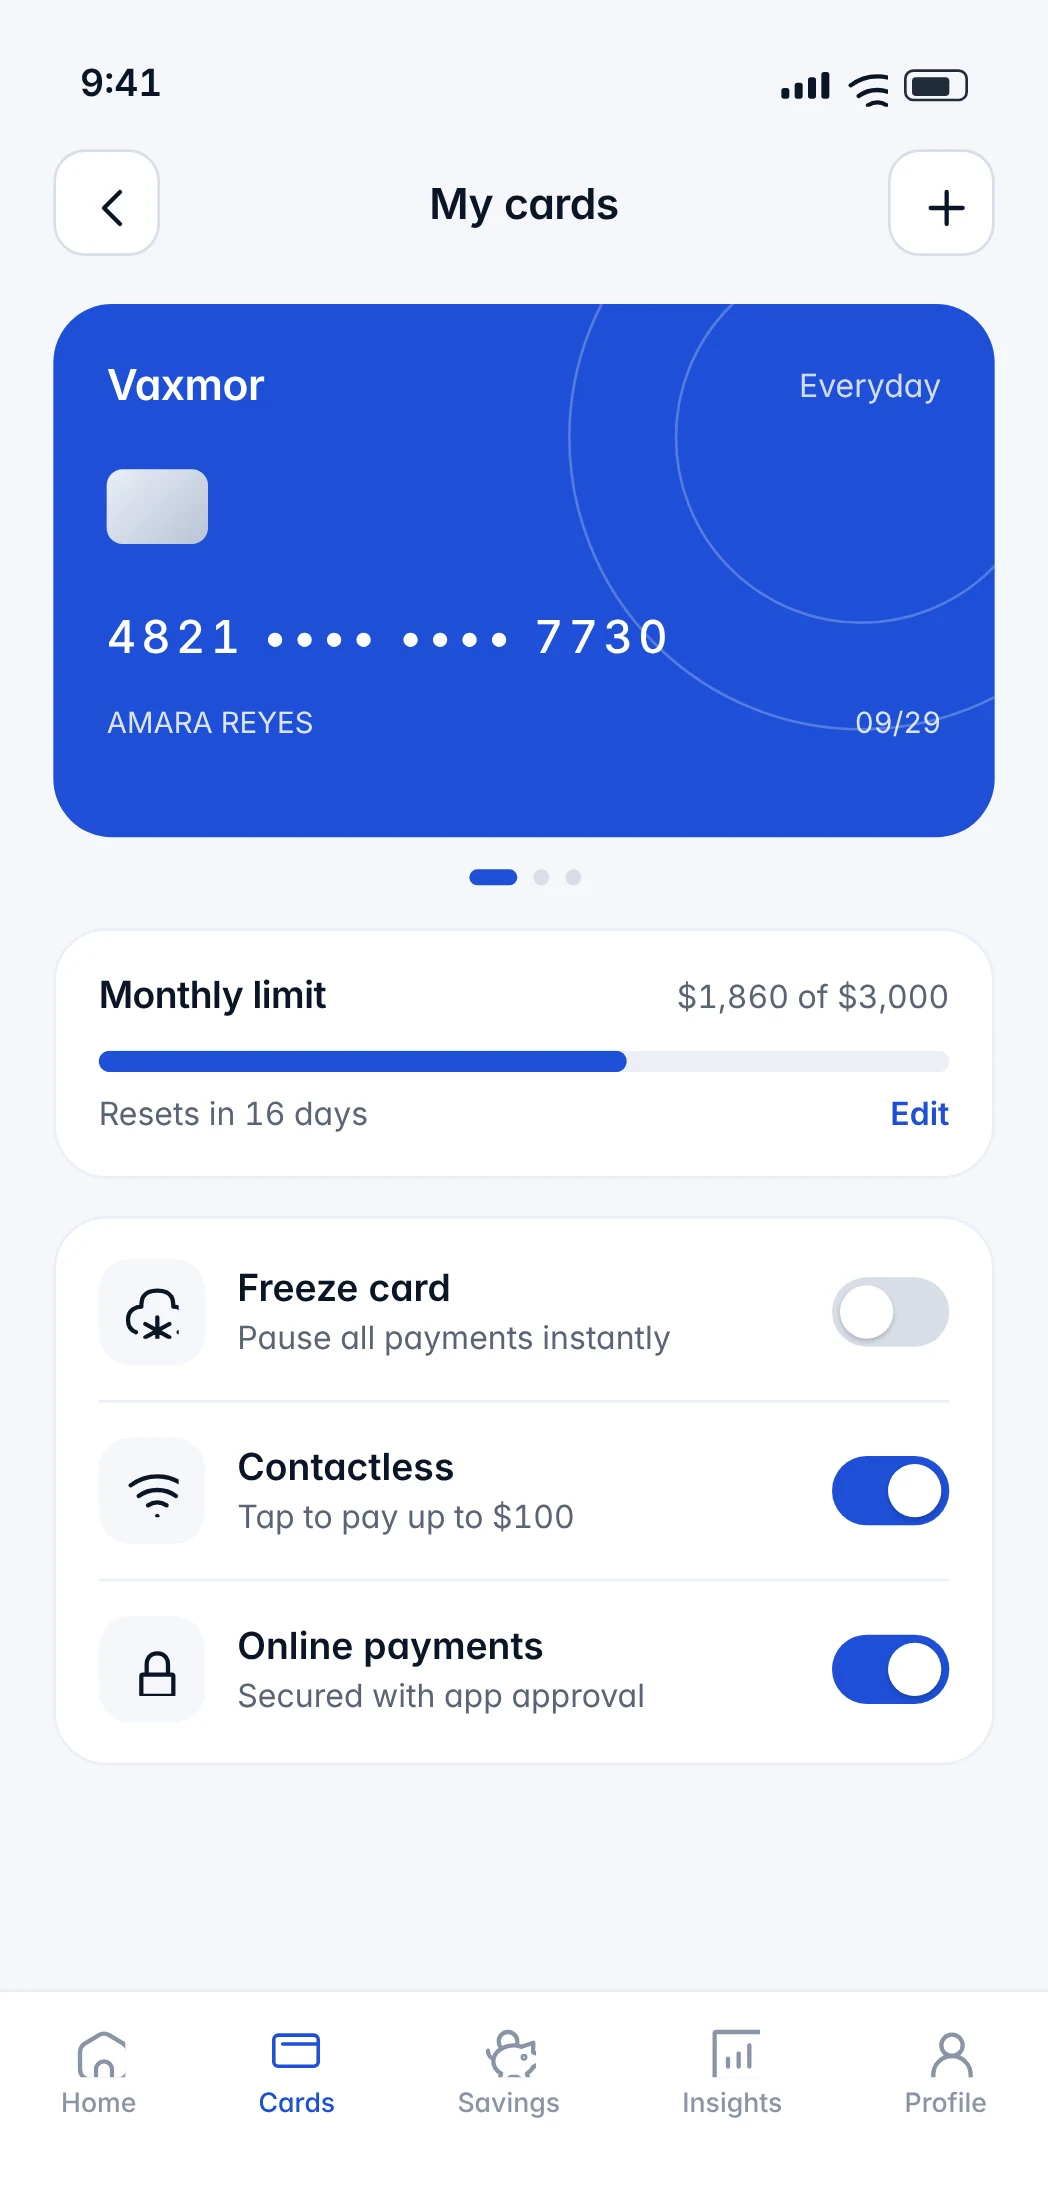 9:41
My cards
Vaxmor
Everyday
4821 •••• •••• 7730
AMARA REYES
09/29
Monthly limit
$1,860 of $3,000
Resets in 16 days
Edit
Freeze card
Pause all payments instantly
Contactless
Tap to pay up to $100
Online payments
Secured with app approval
Home
Cards
Savings
Insights
Profile